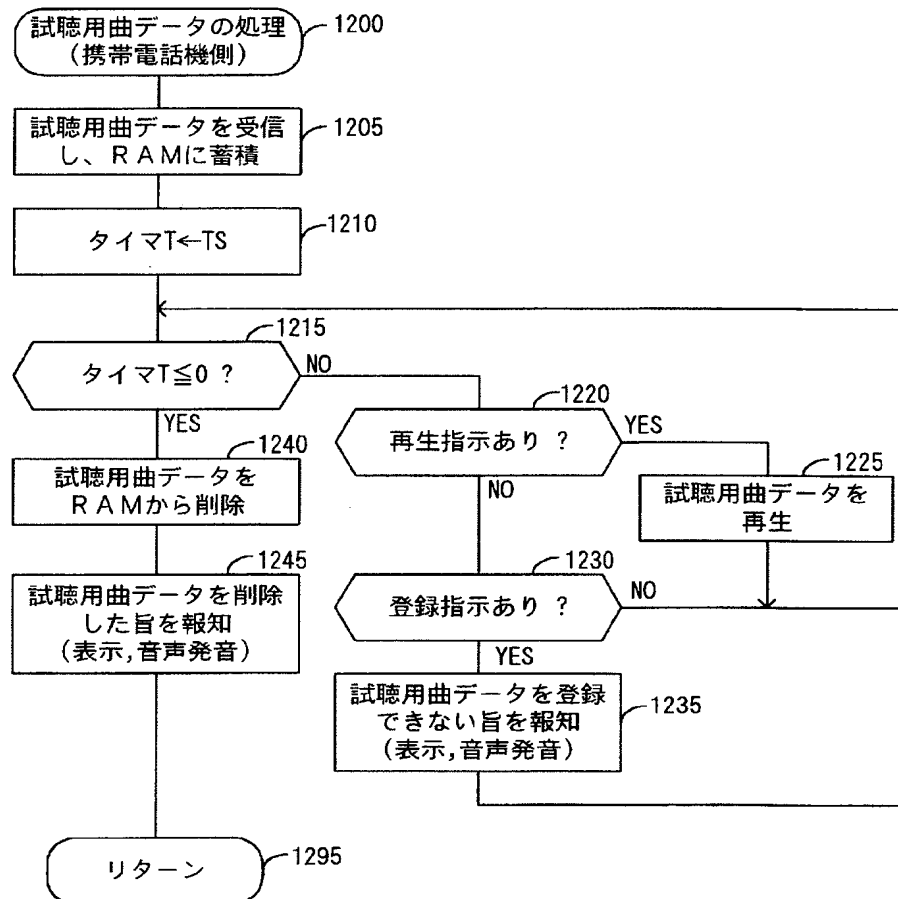 試聴用曲データの処理
(携帯電話機側)
1200
試聴用曲データを受信
し、RAMに蓄積
1205
タイマT←TS
1210
1215
タイマT≦0 ?
NO
YES
1220
再生指示あり ?
YES
NO
1225
試聴用曲データを
再生
1240
試聴用曲データを
RAMから削除
1230
登録指示あり ?
NO
YES
1245
試聴用曲データを削除
した旨を報知
(表示,音声発音)
試聴用曲データを登録
できない旨を報知
(表示,音声発音)
1235
リターン
1295